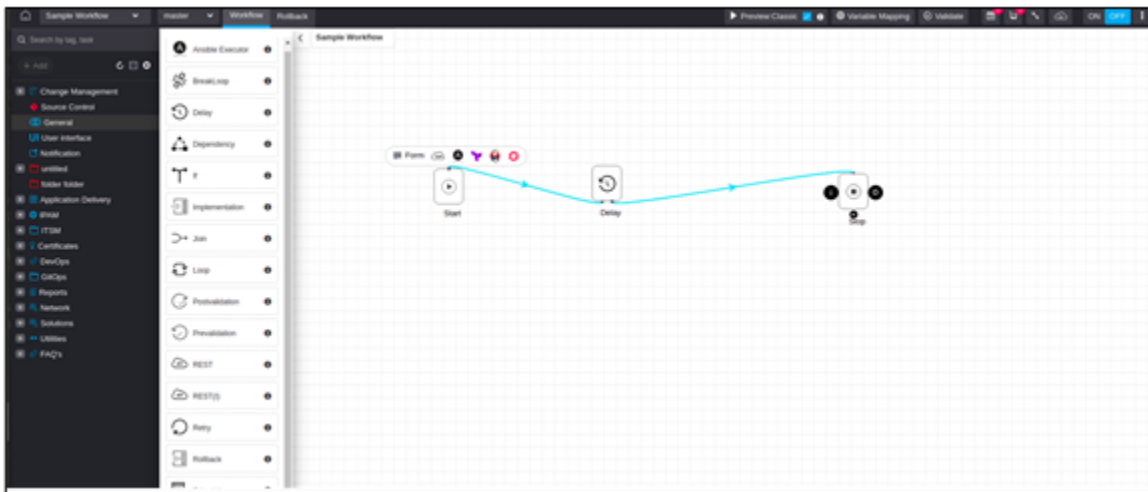 Sample Workflow
master
Workflow
Rollback
Preview Classic
Variable Mapping
Validate
ON OFF
Search by tag, task
+ Add
Change Management
Source Control
General
User interface
Notification
untitled
folder folder
Application Delivery
IPAM
ITSM
Certificates
DevOps
GitOps
Reports
Network
Solutions
Utilities
FAQ's
Ansible Executor
BreakLoop
Delay
Dependency
If
Implementation
Join
Loop
Postvalidation
Prevalidation
REST
REST(f)
Retry
Rollback
Sample Workflow
Form
Start
Delay
Stop